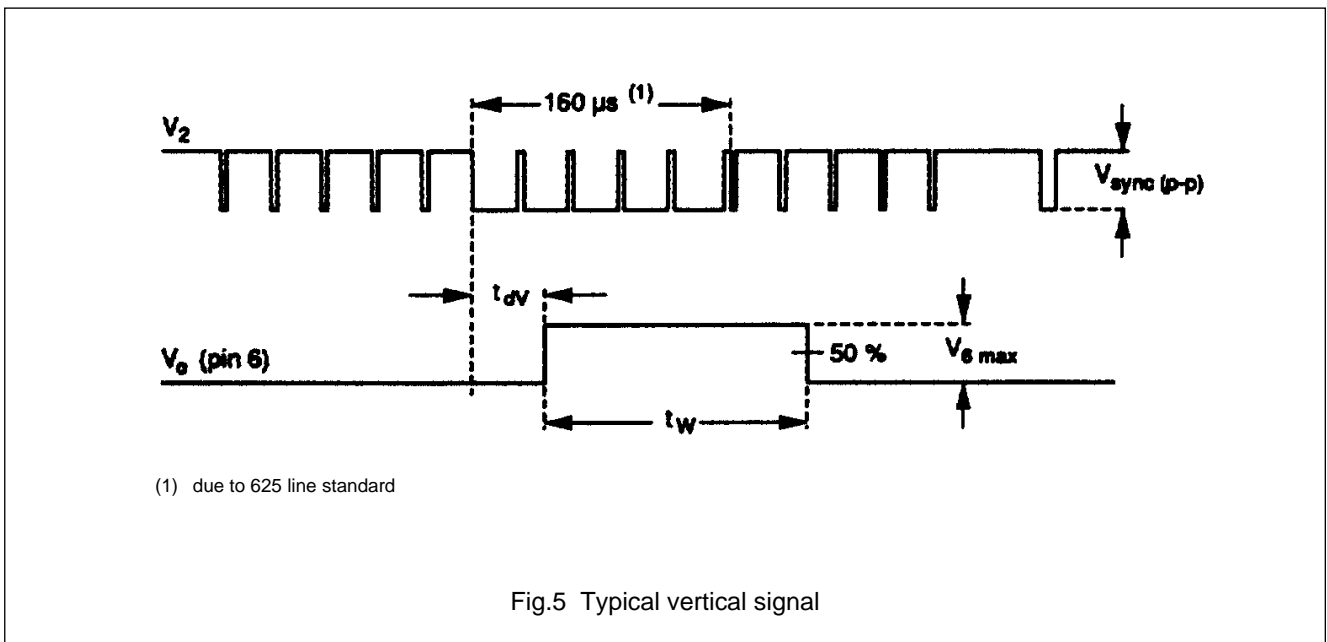 160 µs (1)
V2
Vsync (p-p)
tdV
Vo (pin 6)
50 %
V6 max
tW
(1) due to 625 line standard
Fig.5 Typical vertical signal